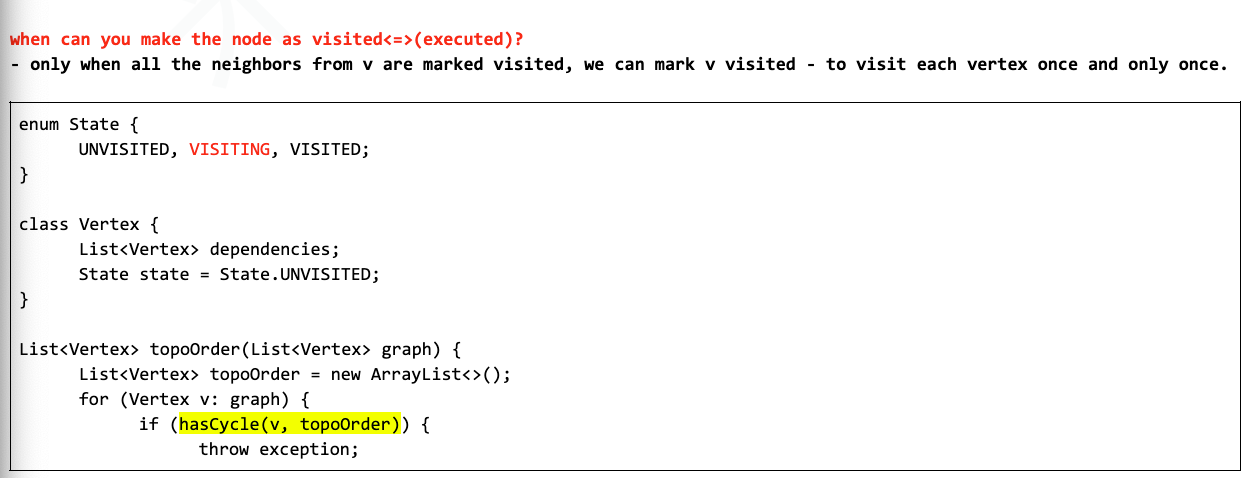 when can you make the node as visited<=>(executed)?
- only when all the neighbors from v are marked visited, we can mark v visited - to visit each vertex once and only once.
enum State {
UNVISITED, VISITING, VISITED;
}
class Vertex {
List<Vertex> dependencies;
State state = State.UNVISITED;
}
List<Vertex> topoOrder(List<Vertex> graph) {
List<Vertex> topoOrder = new ArrayList<>();
for (Vertex v: graph) {
if (hasCycle(v, topoOrder)) {
throw exception;